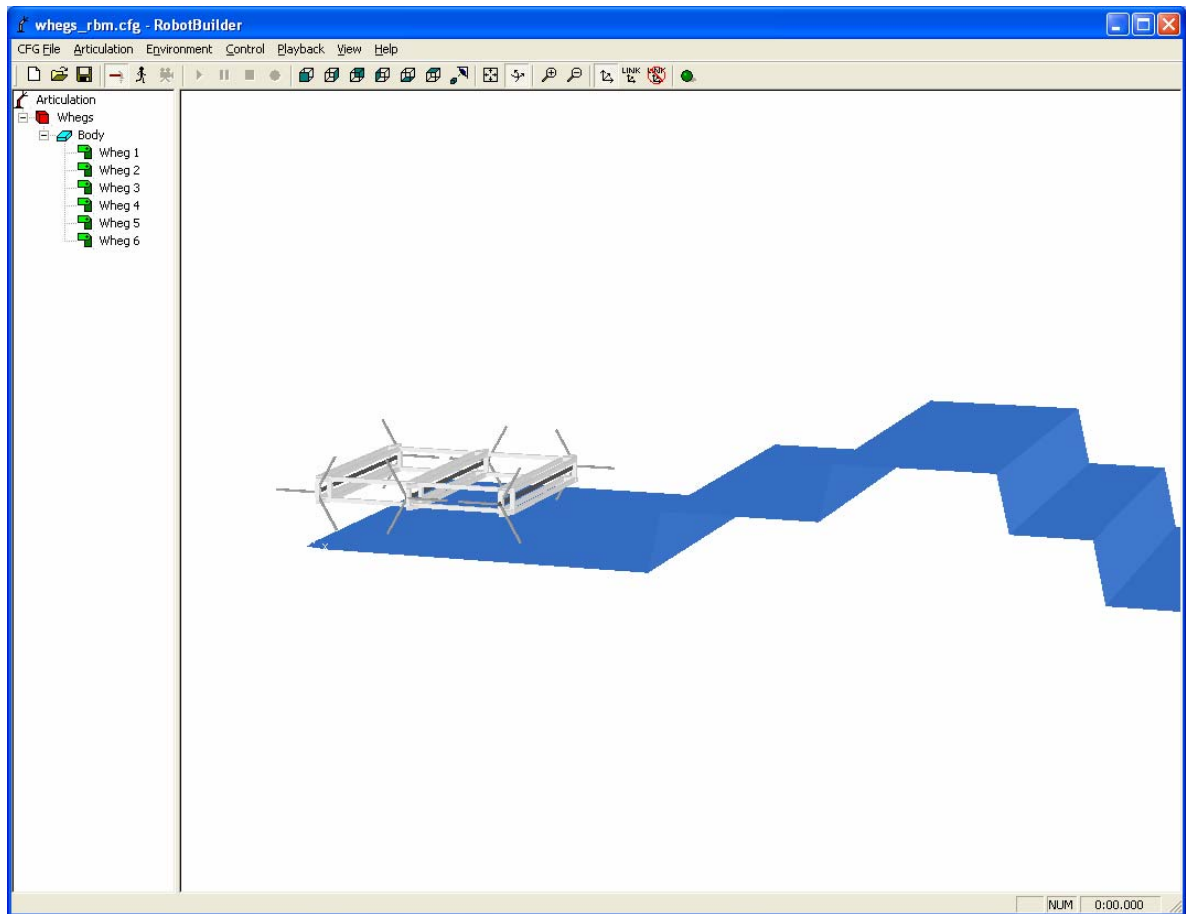 whegs_rbm.cfg - RobotBuilder
CFG File Articulation Environment Control Playback View Help
LINK
Articulation
Whegs
Body
Wheg 1
Wheg 2
Wheg 3
Wheg 4
Wheg 5
Wheg 6
X
NUM 0:00.000